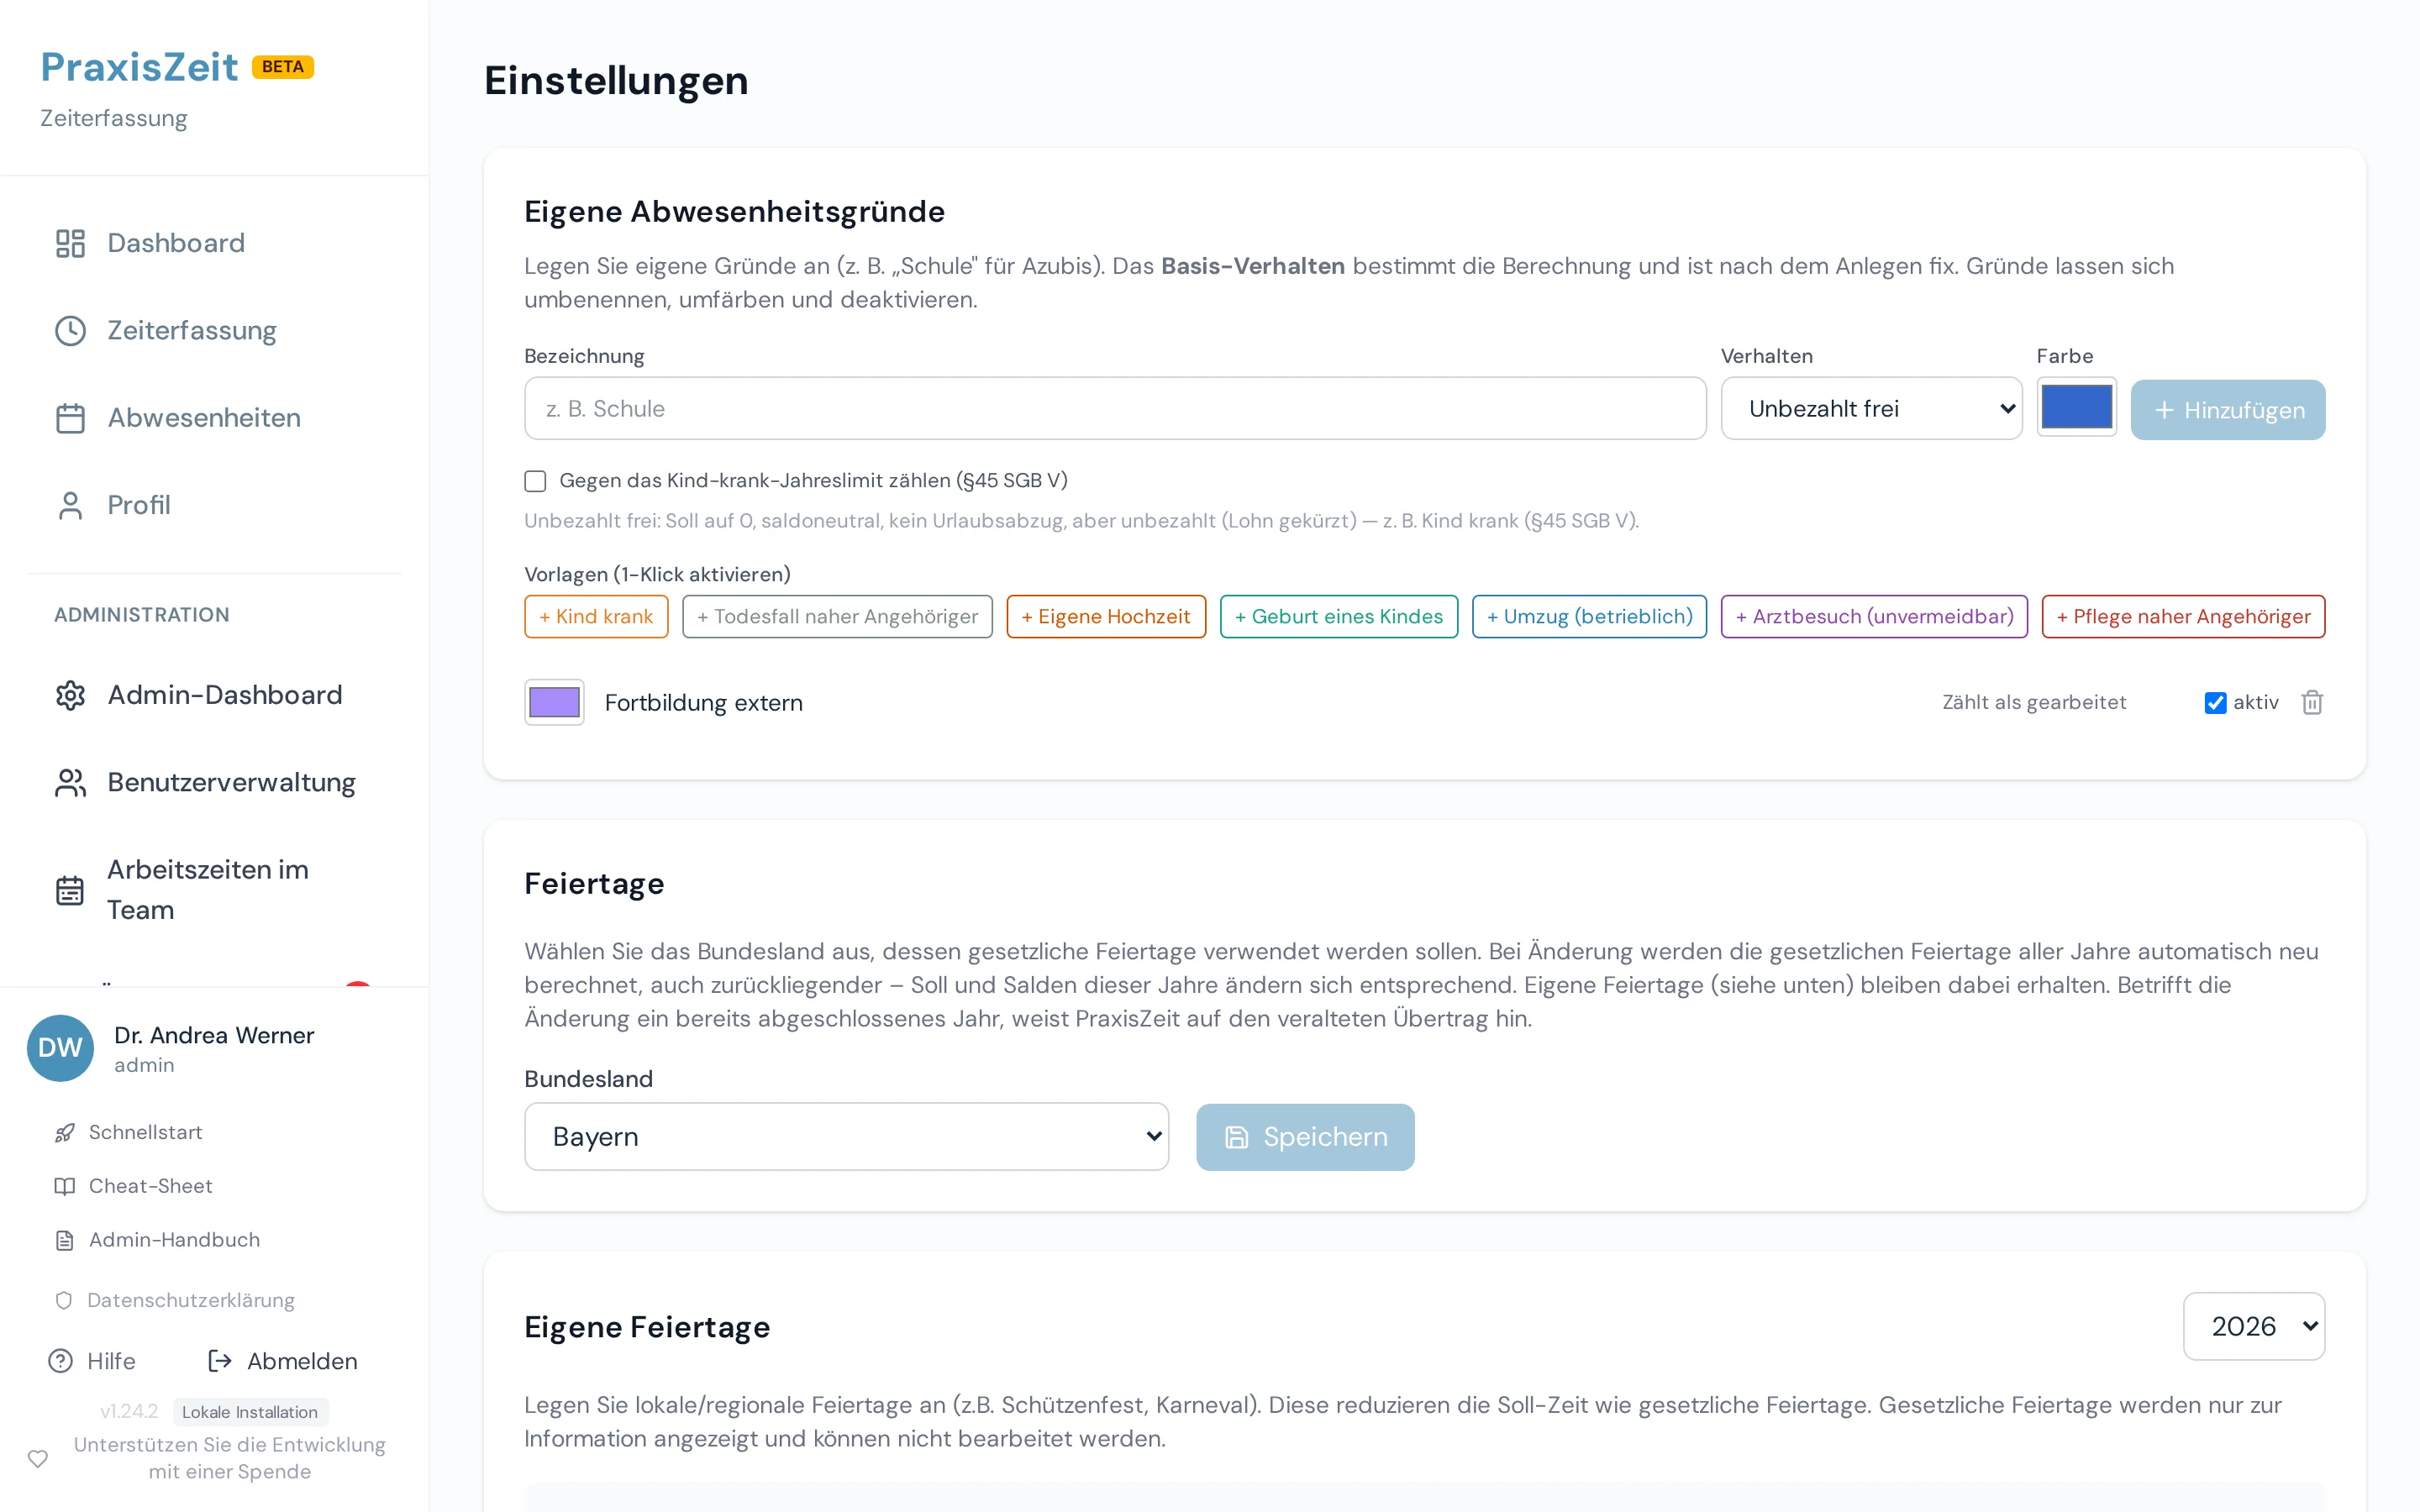 PraxisZeit BETA
Zeiterfassung
Dashboard
Zeiterfassung
Abwesenheiten
Profil
ADMINISTRATION
Admin-Dashboard
Benutzerverwaltung
Arbeitszeiten im
Team
DW
Dr. Andrea Werner
admin
Schnellstart
Cheat-Sheet
Admin-Handbuch
Datenschutzerklärung
Hilfe
Abmelden
v1.24.2 Lokale Installation
Unterstützen Sie die Entwicklung
mit einer Spende
Einstellungen
Eigene Abwesenheitsgründe
Legen Sie eigene Gründe an (z. B. „Schule" für Azubis). Das Basis-Verhalten bestimmt die Berechnung und ist nach dem Anlegen fix. Gründe lassen sich
umbenennen, umfärben und deaktivieren.
Bezeichnung
Verhalten
Farbe
z. B. Schule
Unbezahlt frei
Hinzufügen
Gegen das Kind-krank-Jahreslimit zählen (§45 SGB V)
Unbezahlt frei: Soll auf 0, saldoneutral, kein Urlaubsabzug, aber unbezahlt (Lohn gekürzt) — z. B. Kind krank (§45 SGB V).
Vorlagen (1-Klick aktivieren)
+ Kind krank
+ Todesfall naher Angehöriger
+ Eigene Hochzeit
+ Geburt eines Kindes
+ Umzug (betrieblich)
+ Arztbesuch (unvermeidbar)
+ Pflege naher Angehöriger
Fortbildung extern
Zählt als gearbeitet
aktiv
Feiertage
Wählen Sie das Bundesland aus, dessen gesetzliche Feiertage verwendet werden sollen. Bei Änderung werden die gesetzlichen Feiertage aller Jahre automatisch neu
berechnet, auch zurückliegender – Soll und Salden dieser Jahre ändern sich entsprechend. Eigene Feiertage (siehe unten) bleiben dabei erhalten. Betrifft die
Änderung ein bereits abgeschlossenes Jahr, weist PraxisZeit auf den veralteten Übertrag hin.
Bundesland
Bayern
Speichern
Eigene Feiertage
2026
Legen Sie lokale/regionale Feiertage an (z.B. Schützenfest, Karneval). Diese reduzieren die Soll-Zeit wie gesetzliche Feiertage. Gesetzliche Feiertage werden nur zur
Information angezeigt und können nicht bearbeitet werden.